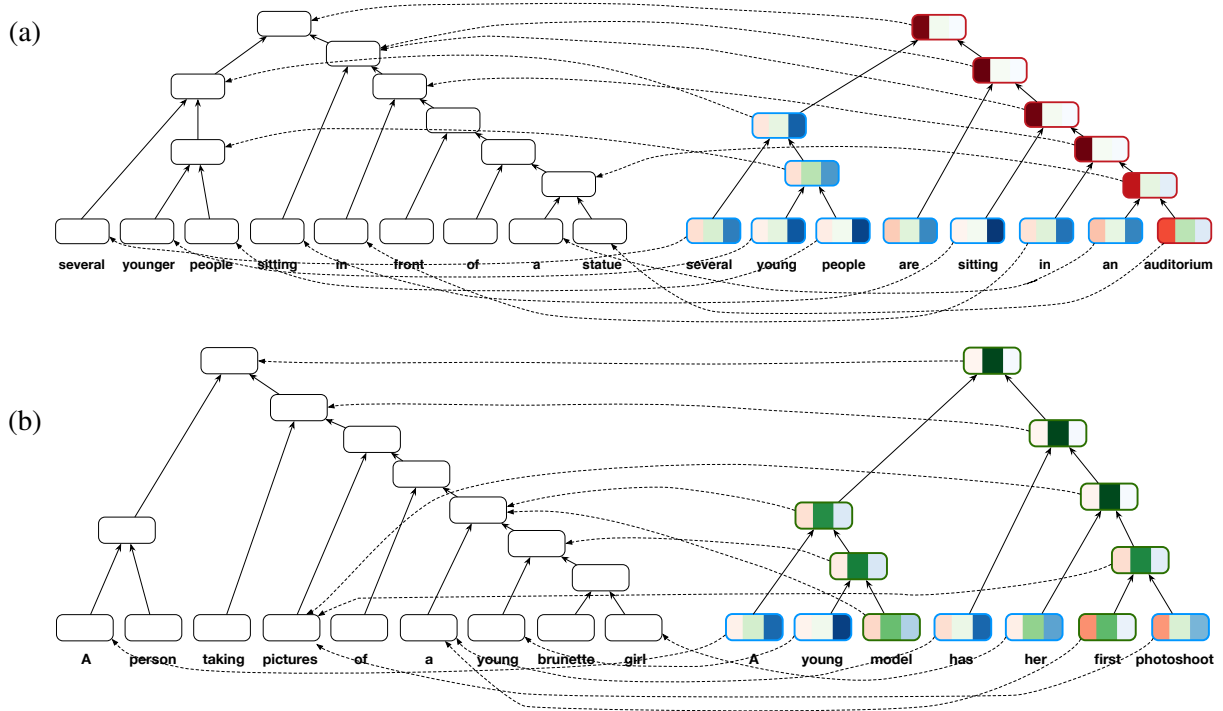 (a)
several younger people sitting in front of a statue several young people are sitting in an auditorium
(b)
A person taking pictures of a young brunette girl A young model has her first photoshoot